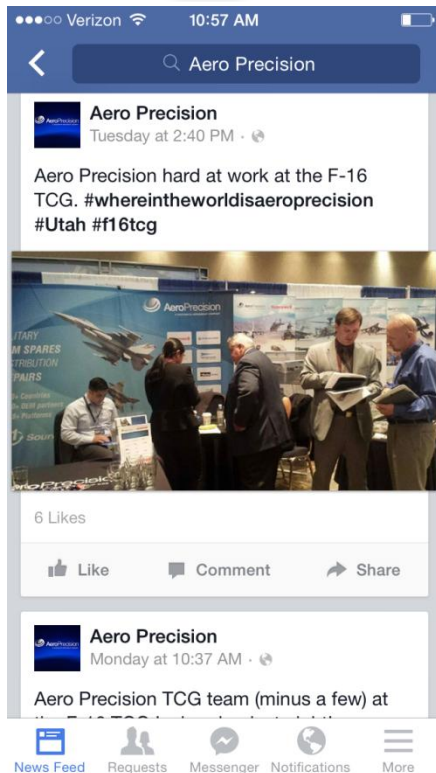 Verizon 10:57 AM
Aero Precision
Aero Precision
Tuesday at 2:40 PM ·
Aero Precision hard at work at the F-16
TCG. #whereintheworldisaeroprecision
#Utah #f16tcg
AeroPrecision
M SPARES
PAIRS
6 Likes
Like Comment Share
Aero Precision
Monday at 10:37 AM ·
Aero Precision TCG team (minus a few) at
News Feed Requests Messenger Notifications More